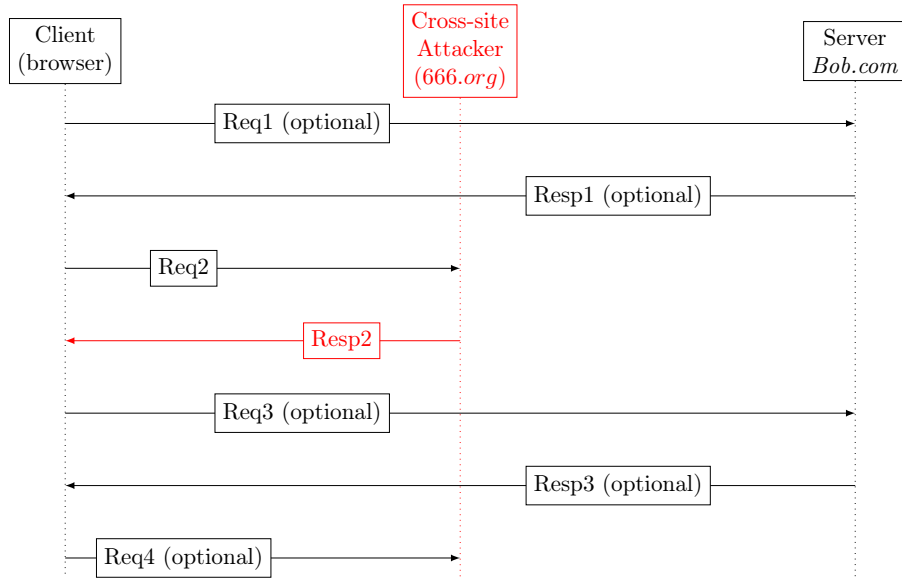 Client
(browser)
Cross-site
Attacker
(666.org)
Server
Bob.com
Req1 (optional)
Resp1 (optional)
Req2
Resp2
Req3 (optional)
Resp3 (optional)
Req4 (optional)